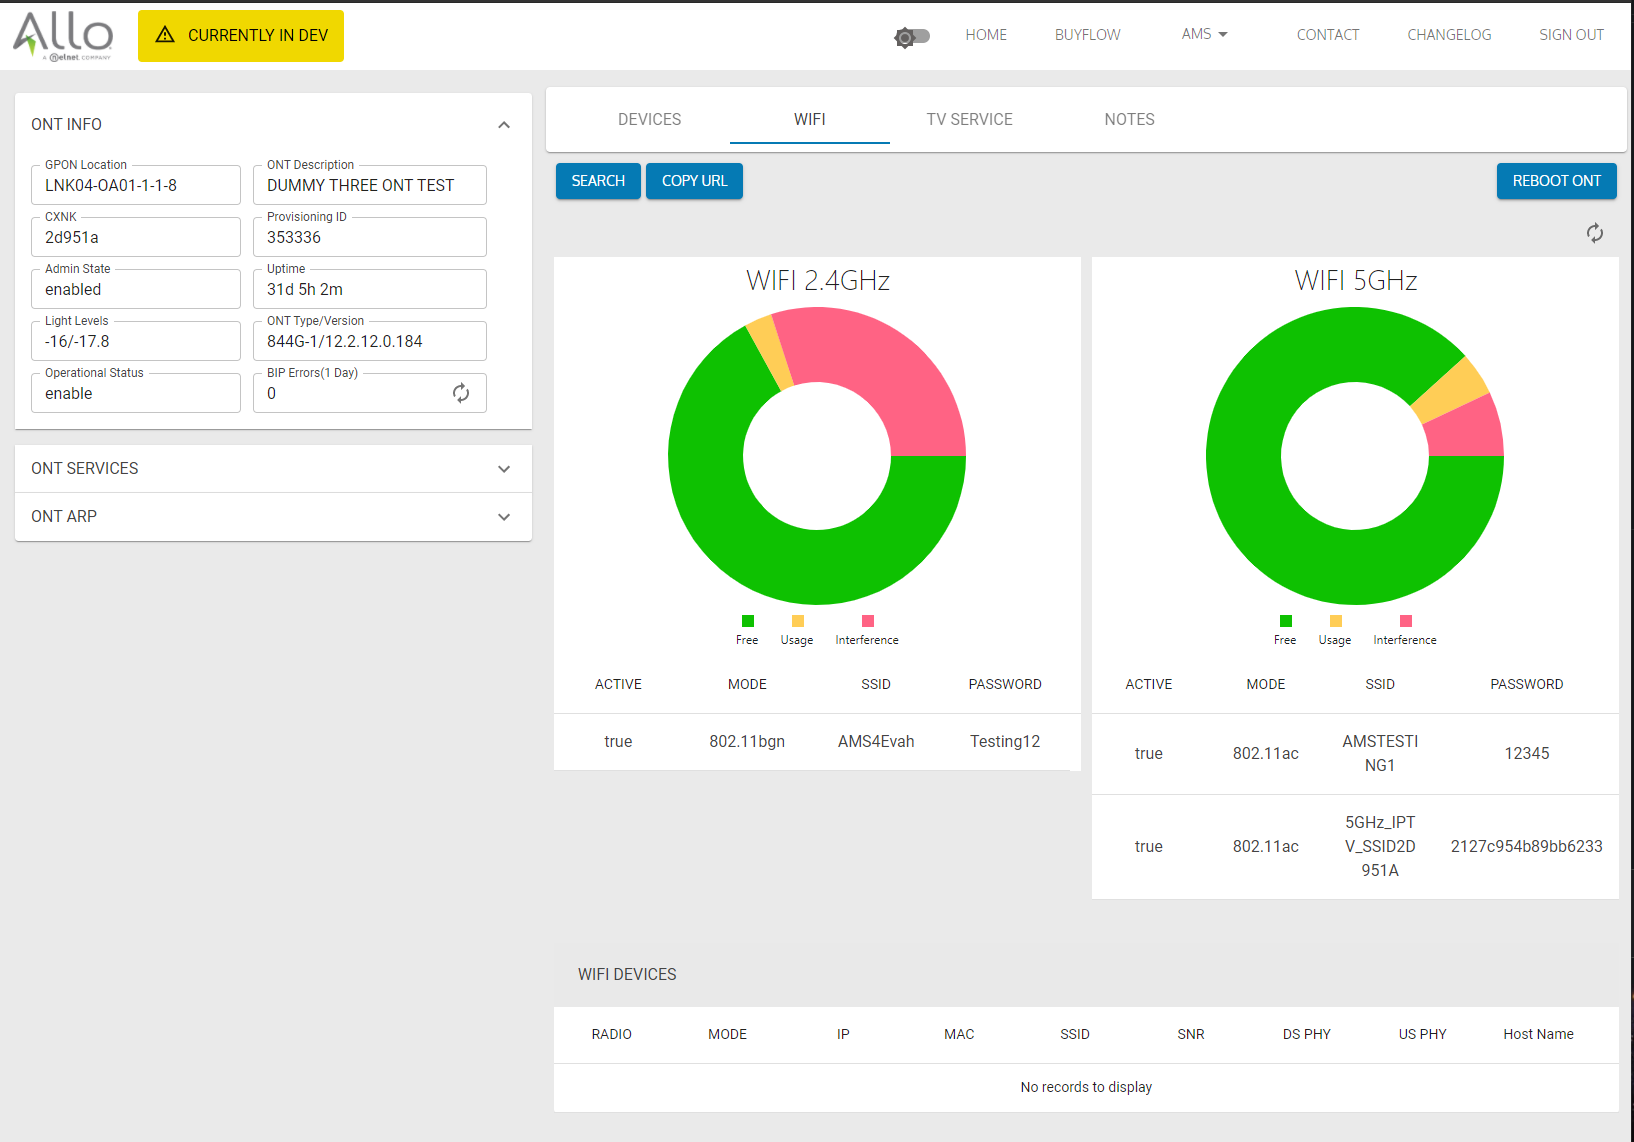 Allo
A nelnet COMPANY
CURRENTLY IN DEV
HOME
BUYFLOW
AMS
CONTACT
CHANGELOG
SIGN OUT
ONT INFO
GPON Location
LNK04-OA01-1-1-8
ONT Description
DUMMY THREE ONT TEST
CXNK
2d951a
Provisioning ID
353336
Admin State
enabled
Uptime
31d 5h 2m
Light Levels
-16/-17.8
ONT Type/Version
844G-1/12.2.12.0.184
Operational Status
enable
BIP Errors(1 Day)
0
ONT SERVICES
ONT ARP
DEVICES
WIFI
TV SERVICE
NOTES
SEARCH
COPY URL
REBOOT ONT
WIFI 2.4GHz
Free
Usage
Interference
ACTIVE MODE SSID PASSWORD
true 802.11bgn AMS4Evah Testing12
WIFI 5GHz
Free
Usage
Interference
ACTIVE MODE SSID PASSWORD
true 802.11ac AMSTESTI
NG1 12345
true 802.11ac 5GHz_IPT
V_SSID2D
951A 2127c954b89bb6233
WIFI DEVICES
RADIO MODE IP MAC SSID SNR DS PHY US PHY Host Name
No records to display